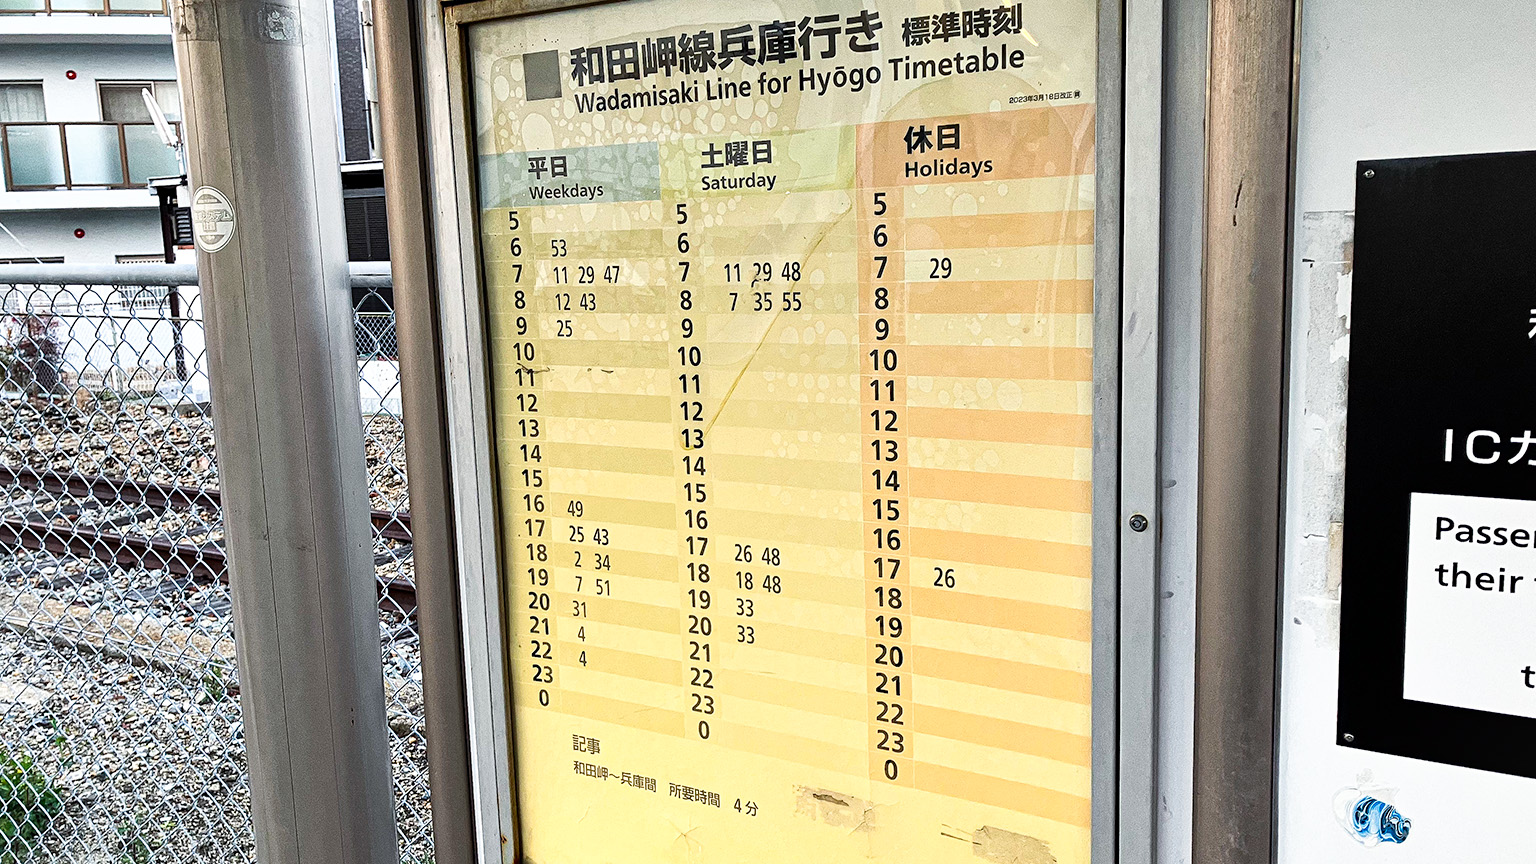 和田岬線兵庫行き 標準時刻
Wadamisaki Line for Hyōgo Timetable
2023年3月18日改正
平日
Weekdays
5
6 53
7 11 29 47
8 12 43
9 25
10
11
12
13
14
15
16 49
17 25 43
18 2 34
19 7 51
20 31
21 4
22 4
23
0
土曜日
Saturday
5
6
7 11 29 48
8 7 35 55
9
10
11
12
13
14
15
16
17 26 48
18 18 48
19 33
20 33
21
22
23
0
休日
Holidays
5
6
7 29
8
9
10
11
12
13
14
15
16
17 26
18
19
20
21
22
23
0
記事
和田岬～兵庫間 所要時間 4分
ICカ
Passe
their
t